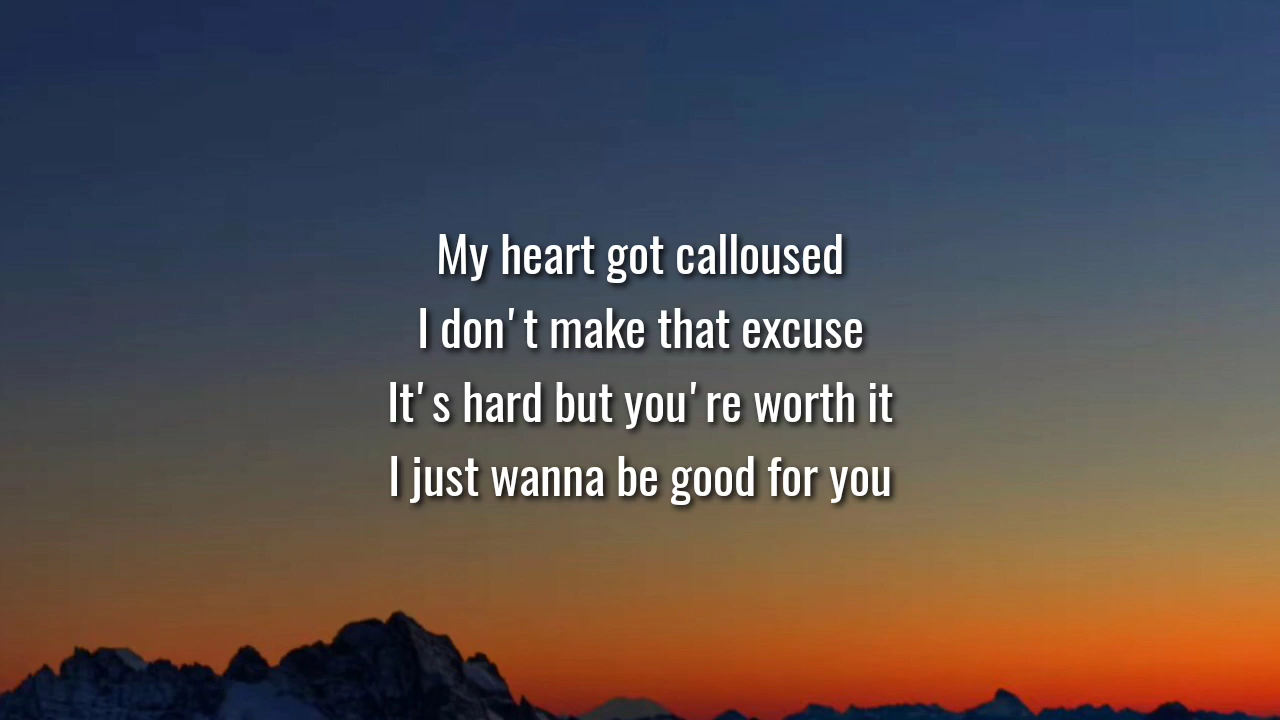 My heart got calloused
I don't make that excuse
It's hard but you're worth it
I just wanna be good for you